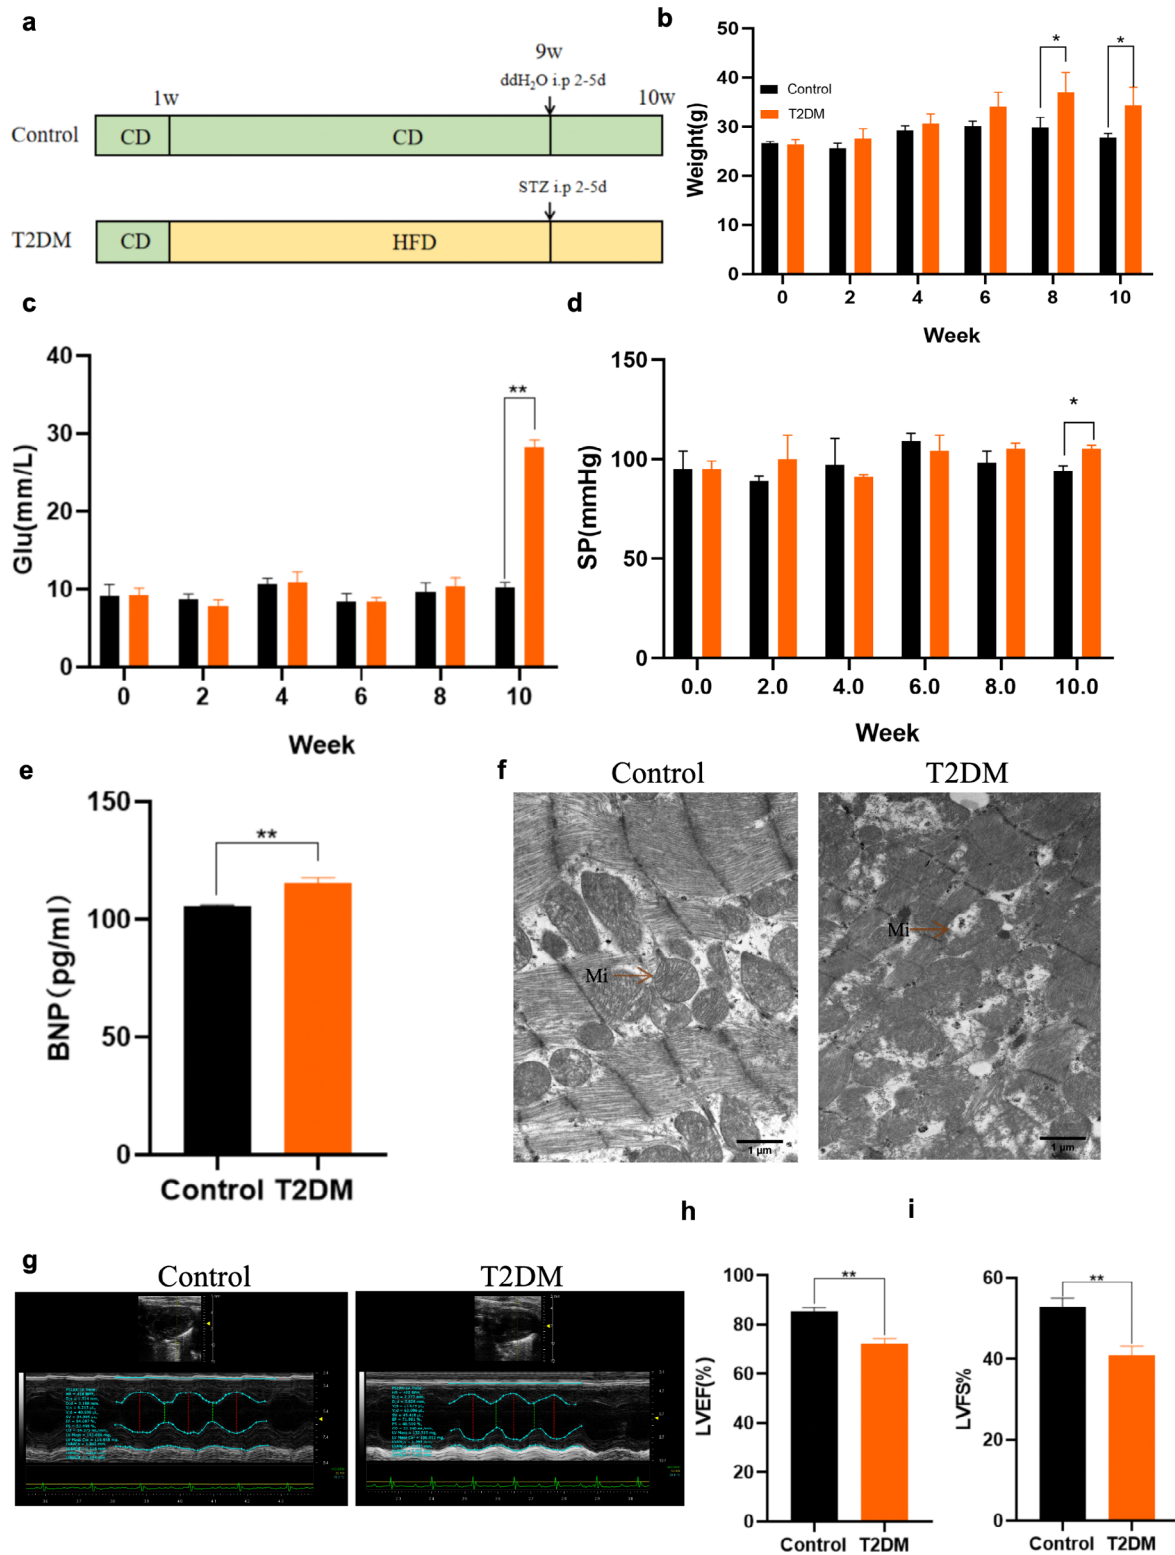 a
9w
ddH₂O i.p 2-5d
1w
10w
Control
CD
CD
STZ i.p 2-5d
T2DM
CD
HFD
b
50
40
30
20
10
0
Weight(g)
Control
T2DM
*
*
0 2 4 6 8 10
Week
c
40
30
20
10
0
Glu(mm/L)
**
0 2 4 6 8 10
Week
d
150
100
50
0
SP(mmHg)
*
0.0 2.0 4.0 6.0 8.0 10.0
Week
e
150
100
50
0
BNP(pg/ml)
**
Control T2DM
f
Control
T2DM
Mi
Mi
1 μm
1 μm
g
Control
T2DM
h
100
80
60
40
20
0
LVEF(%)
**
Control T2DM
i
60
40
20
0
LVFS%
**
Control T2DM